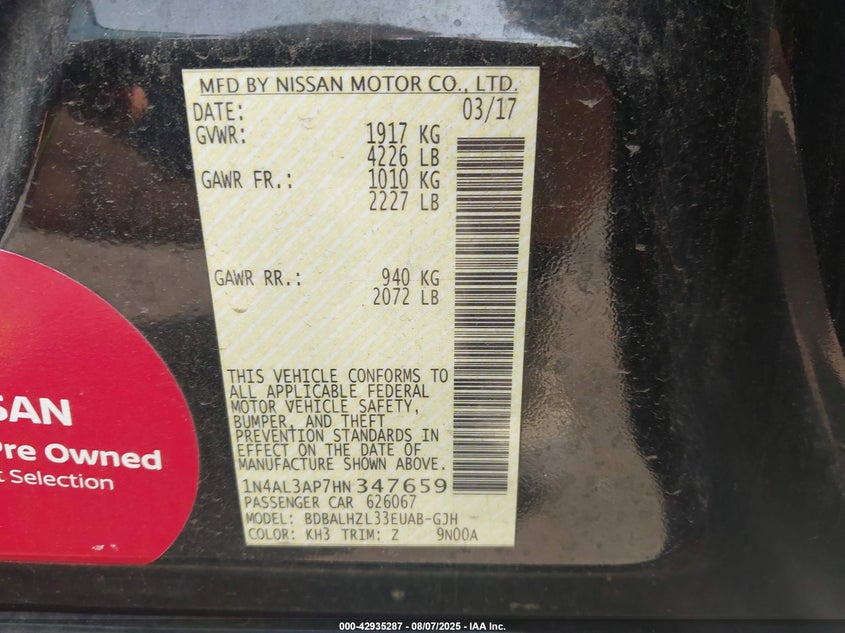 MFD BY NISSAN MOTOR CO., LTD.
DATE: 03/17
GVWR: 1917 KG
4226 LB
GAWR FR.: 1010 KG
2227 LB
GAWR RR.: 940 KG
2072 LB
THIS VEHICLE CONFORMS TO
ALL APPLICABLE FEDERAL
MOTOR VEHICLE SAFETY,
BUMPER, AND THEFT
PREVENTION STANDARDS IN
EFFECT ON THE DATE OF
MANUFACTURE SHOWN ABOVE.
1N4AL3AP7HN347659
PASSENGER CAR 626067
MODEL: BDBALHZL33EUAB-GJH
COLOR: KH3 TRIM: Z 9N00A
SAN
Pre Owned
t Selection
000-42935287 - 08/07/2025 - IAA Inc.